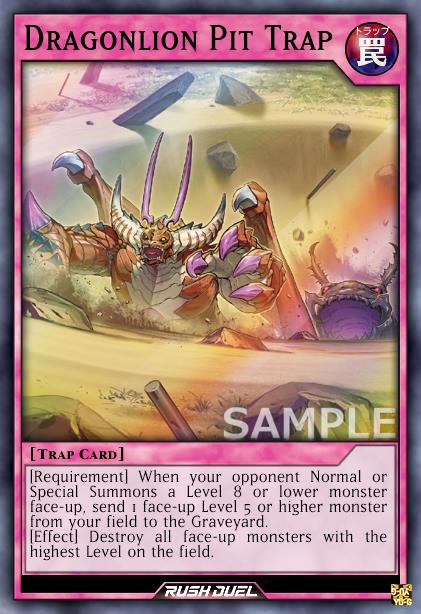 Dragonlion Pit Trap
トラップ
罠
SAMPLE
[Trap Card]
[Requirement] When your opponent Normal or
Special Summons a Level 8 or lower monster
face-up, send 1 face-up Level 5 or higher monster
from your field to the Graveyard.
[Effect] Destroy all face-up monsters with the
highest Level on the field.
RUSH DUEL